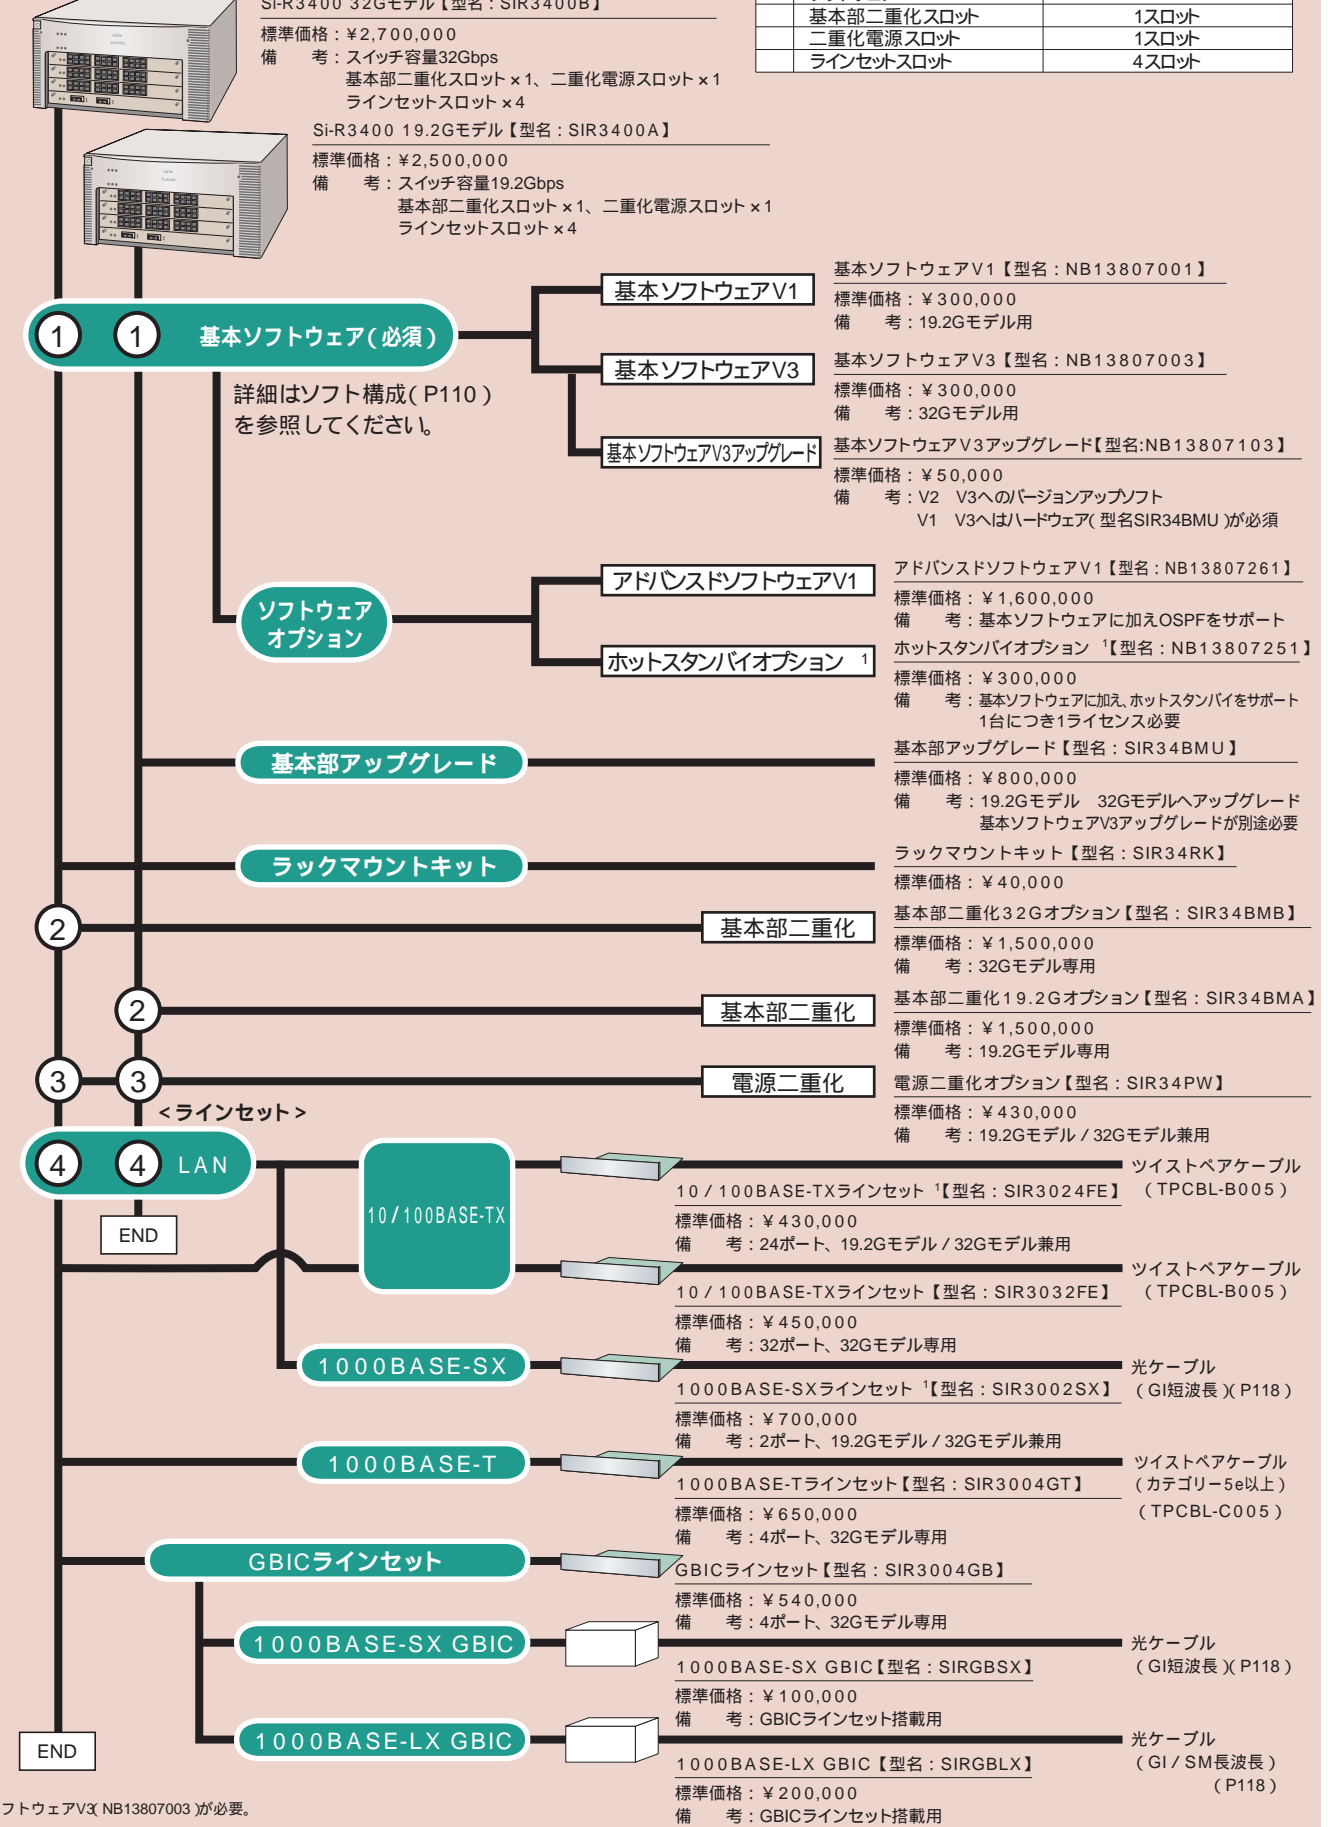 Si-R3400 32Gモデル【型名：SIR3400B】
標準価格：¥2,700,000
備　考：スイッチ容量32Gbps
基本部二重化スロット×1、二重化電源スロット×1
ラインセットスロット×4
基本部二重化スロット 1スロット
二重化電源スロット 1スロット
ラインセットスロット 4スロット
Si-R3400 19.2Gモデル【型名：SIR3400A】
標準価格：¥2,500,000
備　考：スイッチ容量19.2Gbps
基本部二重化スロット×1、二重化電源スロット×1
ラインセットスロット×4
1 1 基本ソフトウェア（必須）
詳細はソフト構成（P110）
を参照してください。
基本ソフトウェアV1
基本ソフトウェアV1【型名：NB13807001】
標準価格：¥300,000
備　考：19.2Gモデル用
基本ソフトウェアV3
基本ソフトウェアV3【型名：NB13807003】
標準価格：¥300,000
備　考：32Gモデル用
基本ソフトウェアV3アップグレード
基本ソフトウェアV3アップグレード【型名:NB13807103】
標準価格：¥50,000
備　考：V2　V3へのバージョンアップソフト
V1　V3へはハードウェア（型名SIR34BMU）が必須
ソフトウェア
オプション
アドバンスドソフトウェアV1
アドバンスドソフトウェアV1【型名：NB13807261】
標準価格：¥1,600,000
備　考：基本ソフトウェアに加えOSPFをサポート
ホットスタンバイオプション 1
ホットスタンバイオプション 1【型名：NB13807251】
標準価格：¥300,000
備　考：基本ソフトウェアに加え、ホットスタンバイをサポート
1台につき1ライセンス必要
基本部アップグレード
基本部アップグレード【型名：SIR34BMU】
標準価格：¥800,000
備　考：19.2Gモデル　32Gモデルへアップグレード
基本ソフトウェアV3アップグレードが別途必要
ラックマウントキット
ラックマウントキット【型名：SIR34RK】
標準価格：¥40,000
2 基本部二重化
基本部二重化32Gオプション【型名：SIR34BMB】
標準価格：¥1,500,000
備　考：32Gモデル専用
2 基本部二重化
基本部二重化19.2Gオプション【型名：SIR34BMA】
標準価格：¥1,500,000
備　考：19.2Gモデル専用
3 3 電源二重化
電源二重化オプション【型名：SIR34PW】
標準価格：¥430,000
備　考：19.2Gモデル／32Gモデル兼用
<ラインセット>
4 4 LAN
END
10/100BASE-TX
10/100BASE-TXラインセット 1【型名：SIR3024FE】
標準価格：¥430,000
備　考：24ポート、19.2Gモデル／32Gモデル兼用
ツイストペアケーブル
（TPCBL-B005）
10/100BASE-TXラインセット【型名：SIR3032FE】
標準価格：¥450,000
備　考：32ポート、32Gモデル専用
ツイストペアケーブル
（TPCBL-B005）
1000BASE-SX
1000BASE-SXラインセット 1【型名：SIR3002SX】
標準価格：¥700,000
備　考：2ポート、19.2Gモデル／32Gモデル兼用
光ケーブル
（GI短波長）（P118）
1000BASE-T
1000BASE-Tラインセット【型名：SIR3004GT】
標準価格：¥650,000
備　考：4ポート、32Gモデル専用
ツイストペアケーブル
（カテゴリー5e以上）
（TPCBL-C005）
GBICラインセット
GBICラインセット【型名：SIR3004GB】
標準価格：¥540,000
備　考：4ポート、32Gモデル専用
1000BASE-SX GBIC
1000BASE-SX GBIC【型名：SIRGBSX】
標準価格：¥100,000
備　考：GBICラインセット搭載用
光ケーブル
（GI短波長）（P118）
1000BASE-LX GBIC
1000BASE-LX GBIC【型名：SIRGBLX】
標準価格：¥200,000
備　考：GBICラインセット搭載用
光ケーブル
（GI／SM長波長）
（P118）
END
フトウェアV3（NB13807003）が必要。